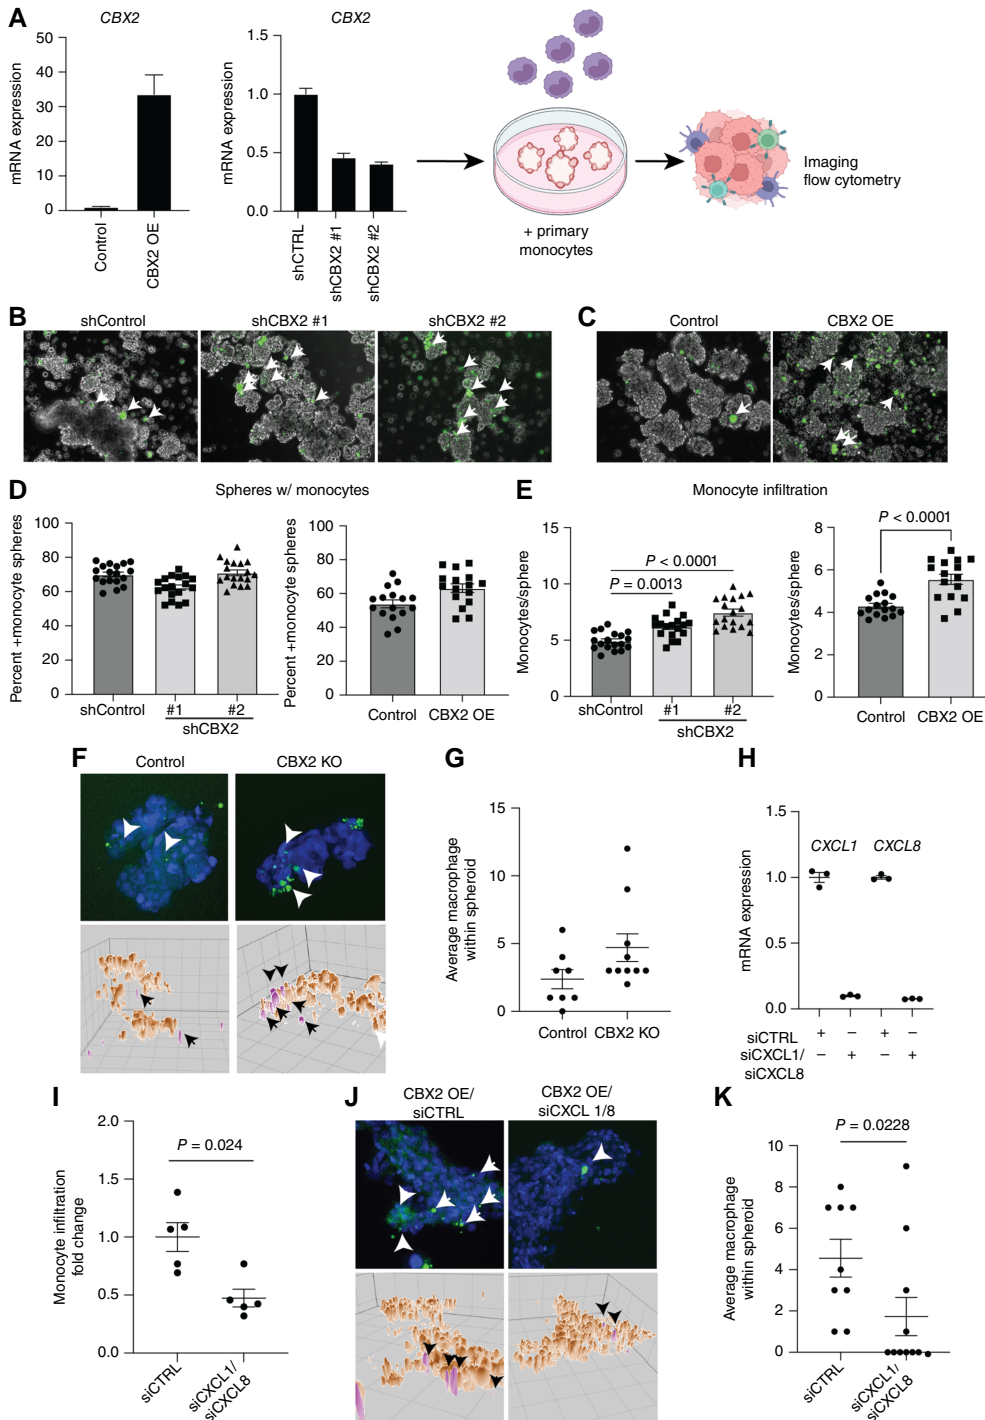 A
CBX2
mRNA expression
50
40
30
20
10
0
Control
CBX2 OE
CBX2
mRNA expression
1.5
1.0
0.5
0.0
shCTRL
shCBX2 #1
shCBX2 #2
+ primary
monocytes
Imaging
flow cytometry
B
shControl
shCBX2 #1
shCBX2 #2
C
Control
CBX2 OE
D
Spheres w/ monocytes
Percent +monocyte spheres
100
80
60
40
20
0
shControl
#1
#2
shCBX2
Percent +monocyte spheres
100
80
60
40
20
0
Control
CBX2 OE
E
Monocyte infiltration
Monocytes/sphere
15
10
5
0
P < 0.0001
P = 0.0013
shControl
#1
#2
shCBX2
Monocytes/sphere
8
6
4
2
0
P < 0.0001
Control
CBX2 OE
F
Control
CBX2 KO
G
Average macrophage
within spheroid
15
10
5
0
Control
CBX2 KO
H
mRNA expression
1.5
1.0
0.5
0.0
CXCL1
CXCL8
siCTRL + – + –
siCXCL1/ – + – +
siCXCL8
I
Monocyte infiltration
fold change
2.0
1.5
1.0
0.5
0.0
P = 0.024
siCTRL
siCXCL1/
siCXCL8
J
CBX2 OE/
siCTRL
CBX2 OE/
siCXCL 1/8
K
Average macrophage
within spheroid
10
8
6
4
2
0
P = 0.0228
siCTRL
siCXCL1/
siCXCL8